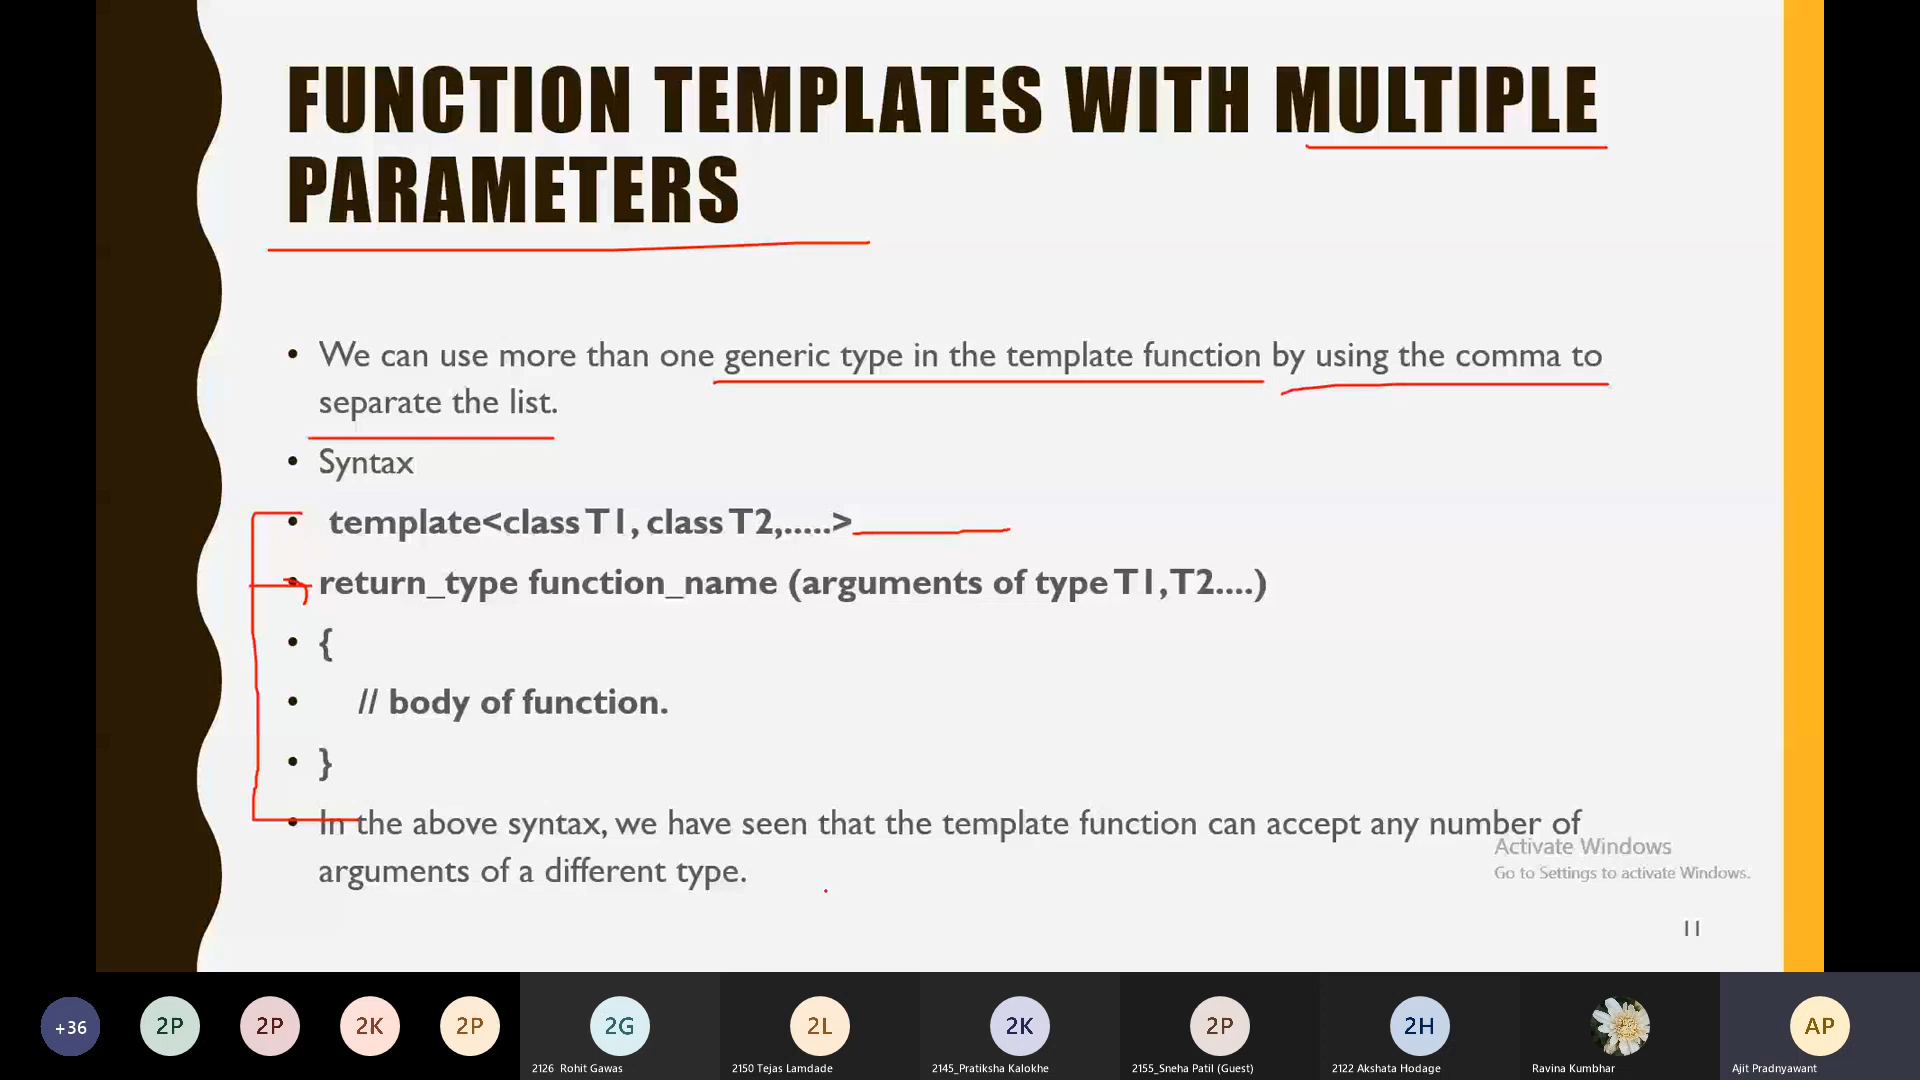 FUNCTION TEMPLATES WITH MULTIPLE
PARAMETERS
• We can use more than one generic type in the template function by using the comma to
separate the list.
• Syntax
• template<class T1, class T2,.....>
• return_type function_name (arguments of type T1, T2....)
• {
• // body of function.
• }
• In the above syntax, we have seen that the template function can accept any number of
arguments of a different type.
Activate Windows
Go to Settings to activate Windows.
11
+36
2P
2P
2K
2P
2G
2L
2K
2P
2H
AP
2126 Rohit Gawas
2150 Tejas Lamdade
2145_Pratiksha Kalokhe
2155_Sneha Patil (Guest)
2122 Akshata Hodage
Ravina Kumbhar
Ajit Pradnyawant